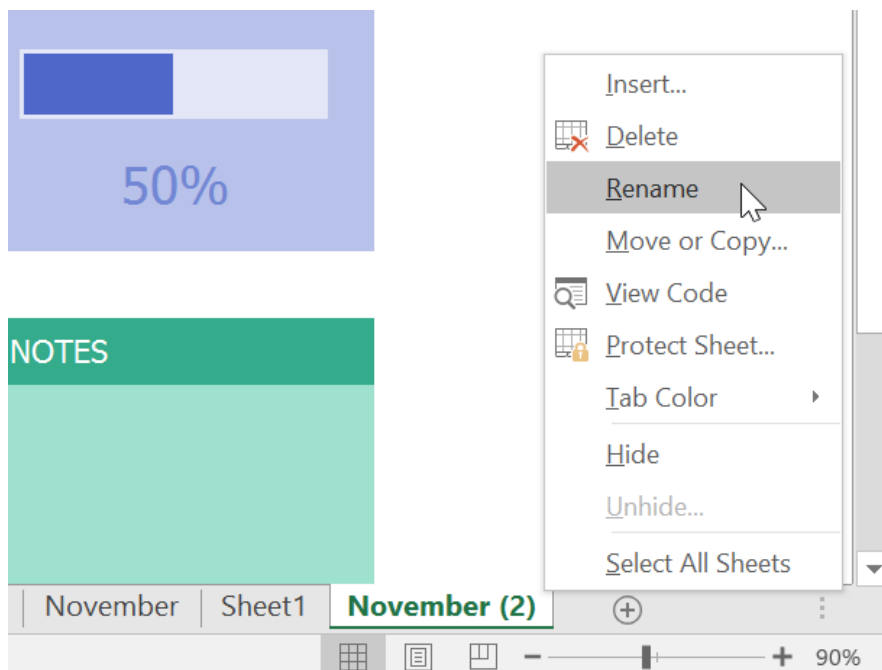 50%
NOTES
Insert...
Delete
Rename
Move or Copy...
View Code
Protect Sheet...
Tab Color
Hide
Unhide...
Select All Sheets
November Sheet1 November (2)
90%